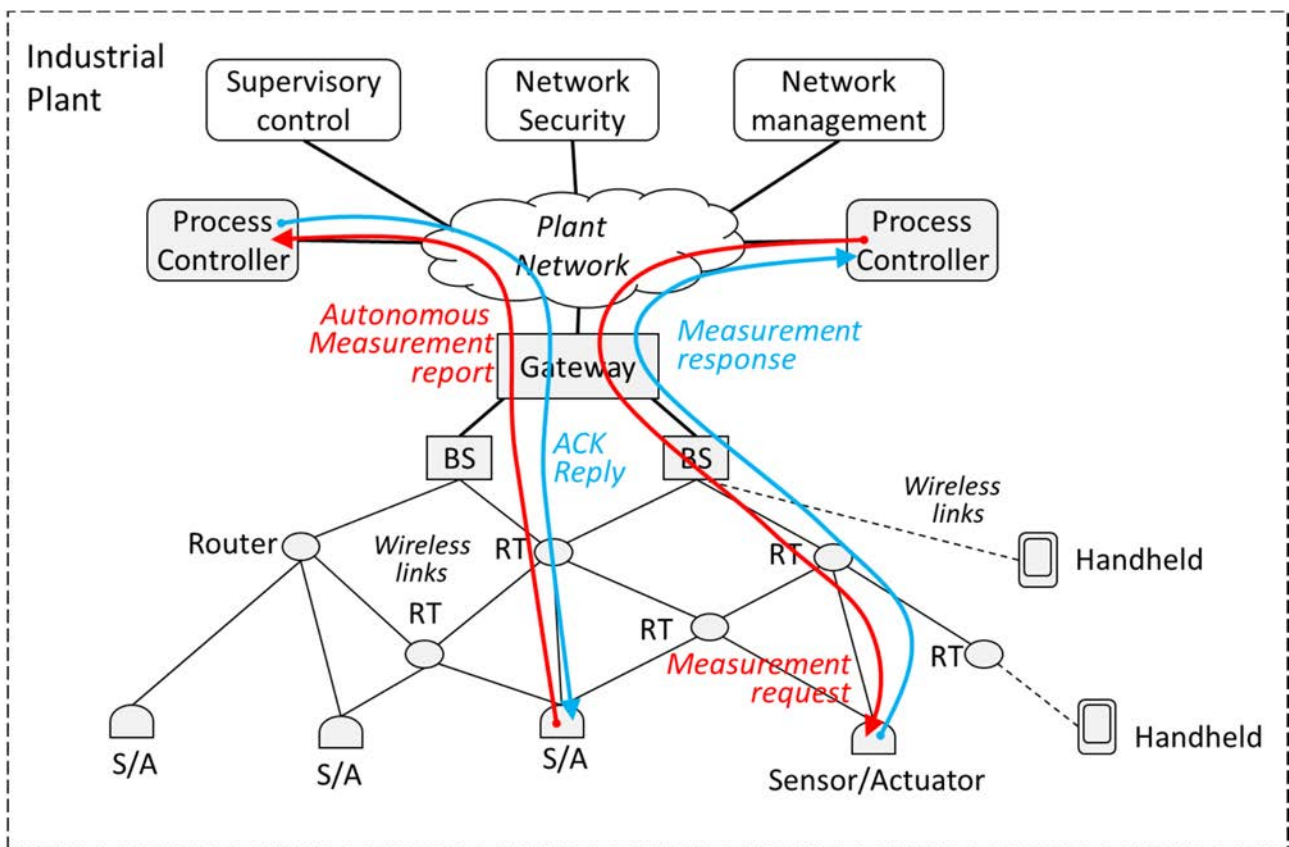 Industrial
Plant
Supervisory
control
Network
Security
Network
management
Process
Controller
Plant
Network
Process
Controller
Autonomous
Measurement
report
Gateway
Measurement
response
BS
ACK
Reply
BS
Wireless
links
Router
Wireless
links
RT
RT
Handheld
RT
RT
RT
Measurement
request
S/A
S/A
S/A
Sensor/Actuator
Handheld